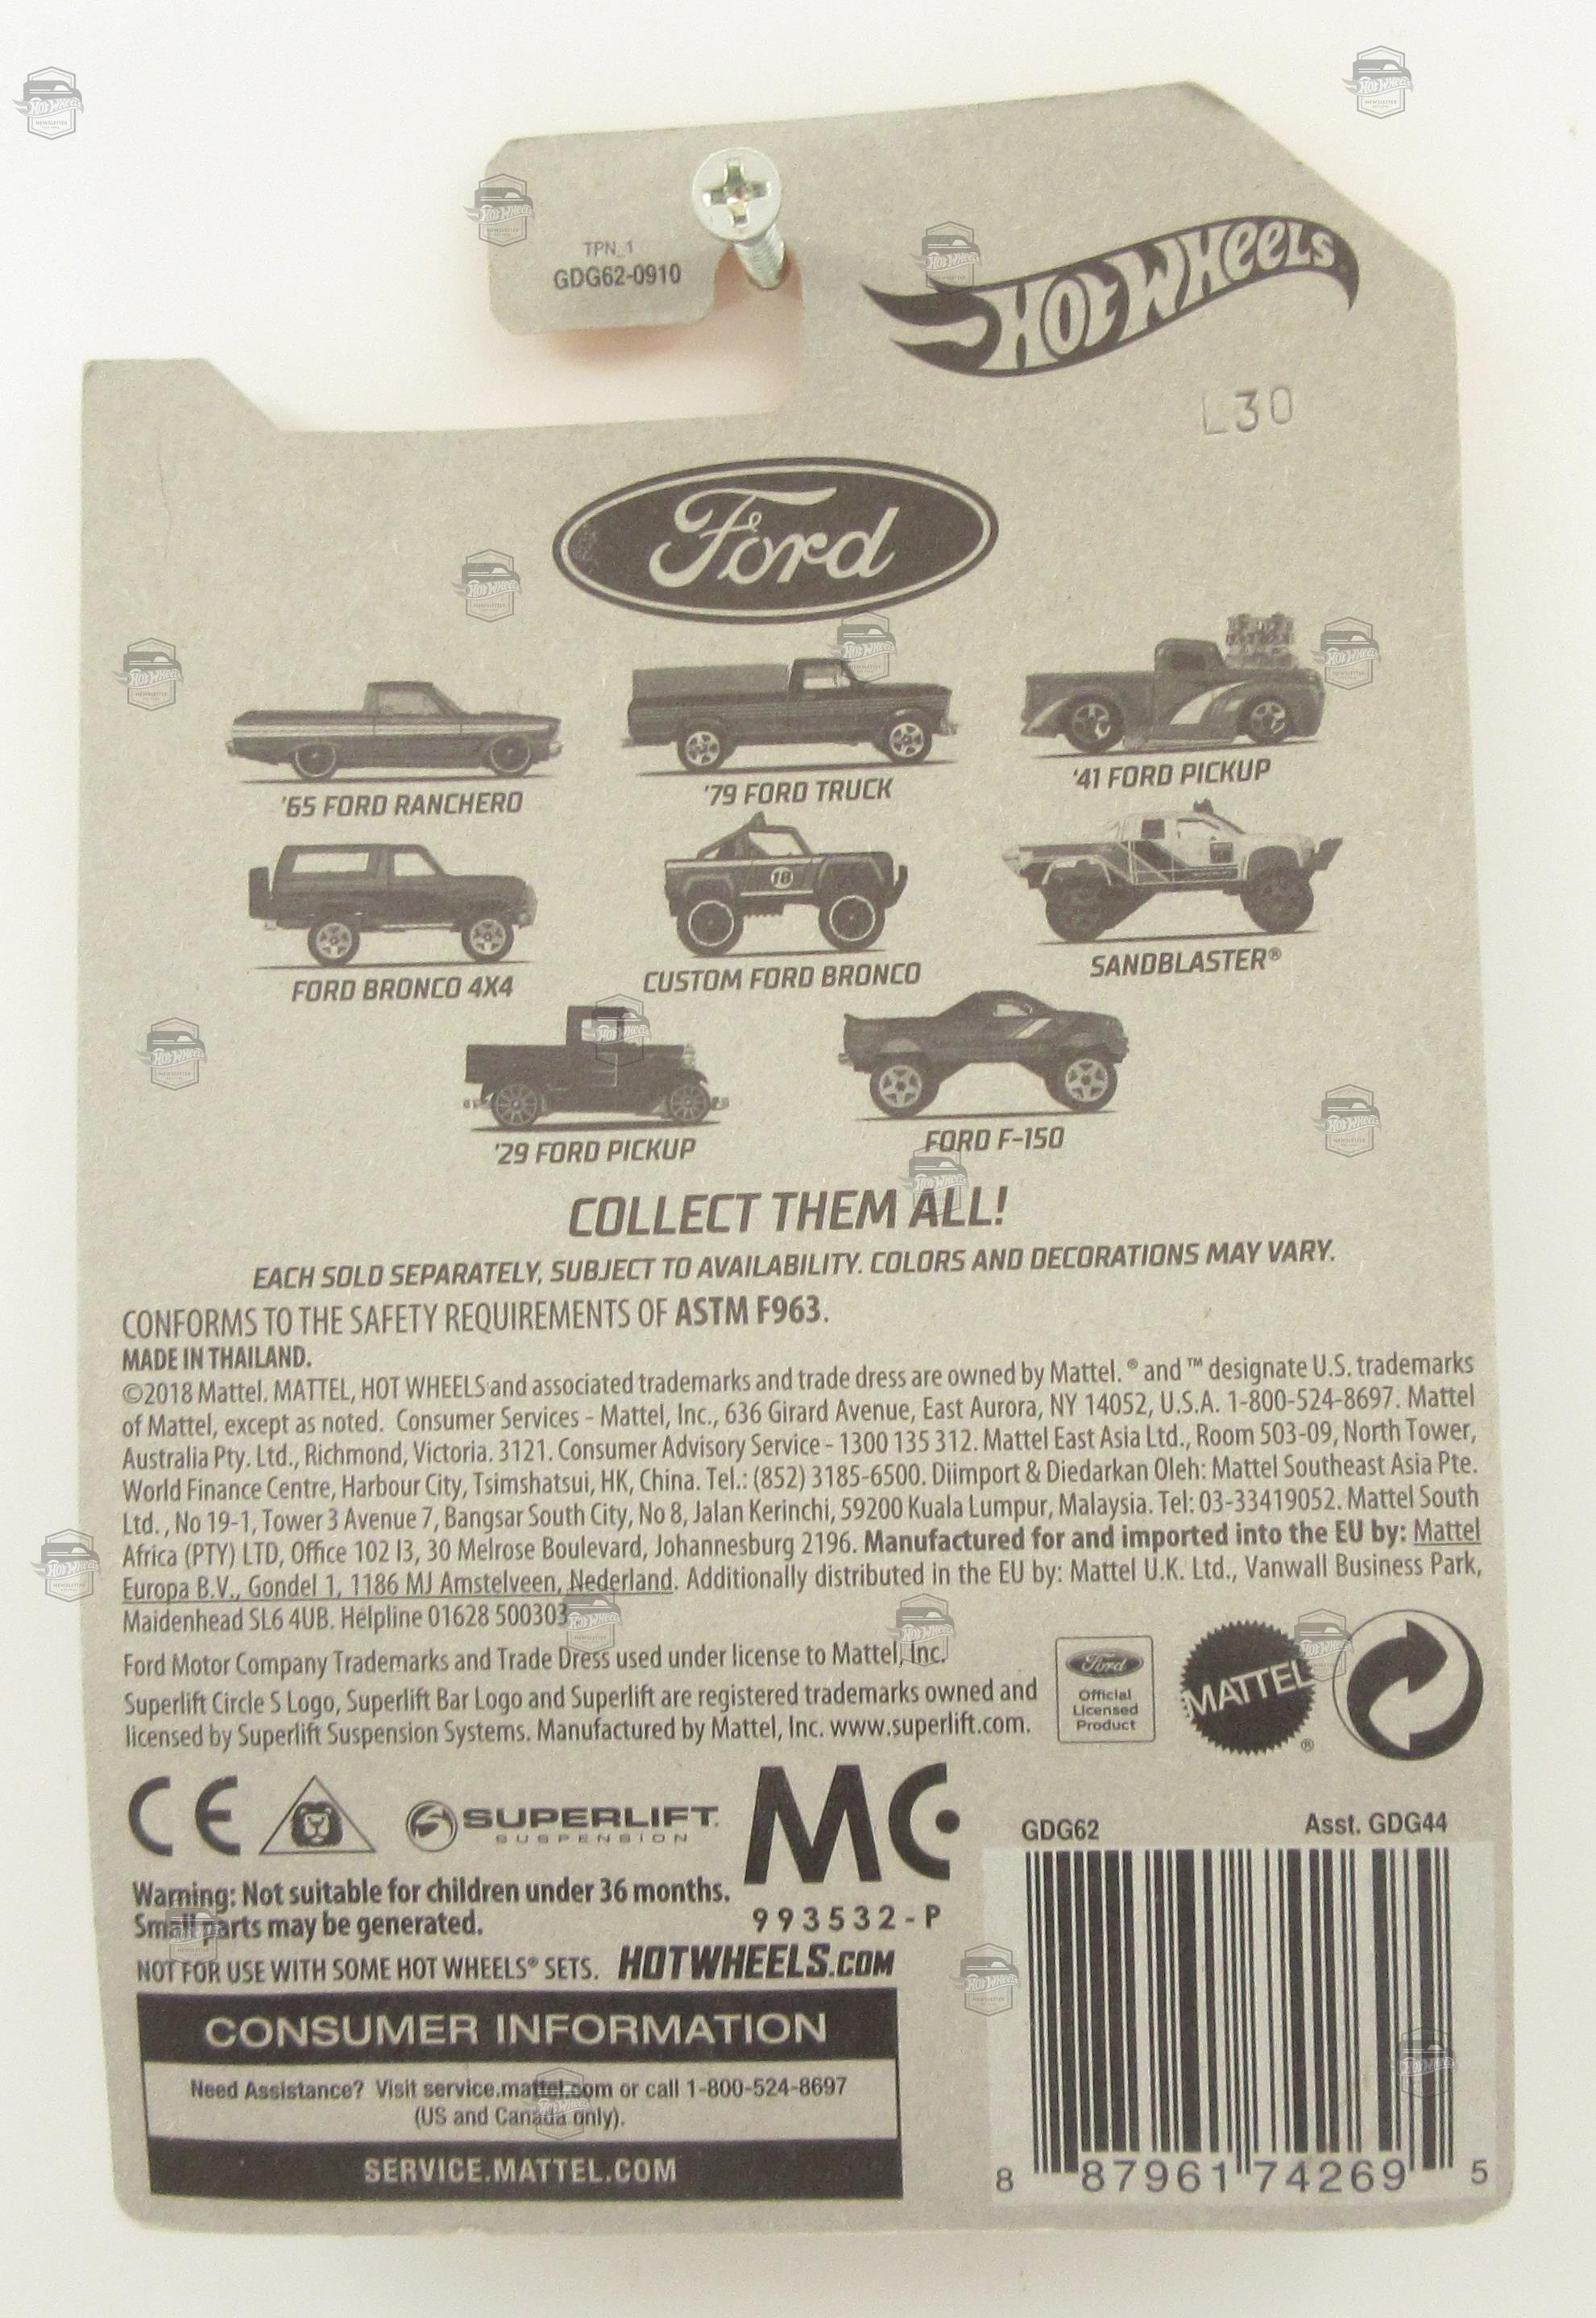 TPN_1
GDG62-0910
HOT WHEELS
L30
Ford
'65 FORD RANCHERO
'79 FORD TRUCK
'41 FORD PICKUP
18
FORD BRONCO 4X4
CUSTOM FORD BRONCO
SANDBLASTER®
'29 FORD PICKUP
FORD F-150
COLLECT THEM ALL!
EACH SOLD SEPARATELY, SUBJECT TO AVAILABILITY. COLORS AND DECORATIONS MAY VARY.
CONFORMS TO THE SAFETY REQUIREMENTS OF ASTM F963.
MADE IN THAILAND.
©2018 Mattel. MATTEL, HOT WHEELS and associated trademarks and trade dress are owned by Mattel. ® and ™ designate U.S. trademarks
of Mattel, except as noted. Consumer Services - Mattel, Inc., 636 Girard Avenue, East Aurora, NY 14052, U.S.A. 1-800-524-8697. Mattel
Australia Pty. Ltd., Richmond, Victoria. 3121. Consumer Advisory Service - 1300 135 312. Mattel East Asia Ltd., Room 503-09, North Tower,
World Finance Centre, Harbour City, Tsimshatsui, HK, China. Tel.: (852) 3185-6500. Diimport & Diedarkan Oleh: Mattel Southeast Asia Pte.
Ltd. , No 19-1, Tower 3 Avenue 7, Bangsar South City, No 8, Jalan Kerinchi, 59200 Kuala Lumpur, Malaysia. Tel: 03-33419052. Mattel South
Africa (PTY) LTD, Office 102 I3, 30 Melrose Boulevard, Johannesburg 2196. Manufactured for and imported into the EU by: Mattel
Europa B.V., Gondel 1, 1186 MJ Amstelveen, Nederland. Additionally distributed in the EU by: Mattel U.K. Ltd., Vanwall Business Park,
Maidenhead SL6 4UB. Helpline 01628 500303.
Ford Motor Company Trademarks and Trade Dress used under license to Mattel, Inc.
Superlift Circle S Logo, Superlift Bar Logo and Superlift are registered trademarks owned and
licensed by Superlift Suspension Systems. Manufactured by Mattel, Inc. www.superlift.com.
Ford
Official
Licensed
Product
MATTEL
®
CE
SUPERLIFT
SUSPENSION
MC
993532-P
Warning: Not suitable for children under 36 months.
Small parts may be generated.
NOT FOR USE WITH SOME HOT WHEELS® SETS. HOTWHEELS.COM
CONSUMER INFORMATION
Need Assistance? Visit service.mattel.com or call 1-800-524-8697
(US and Canada only).
SERVICE.MATTEL.COM
GDG62 Asst. GDG44
8 87961 74269 5